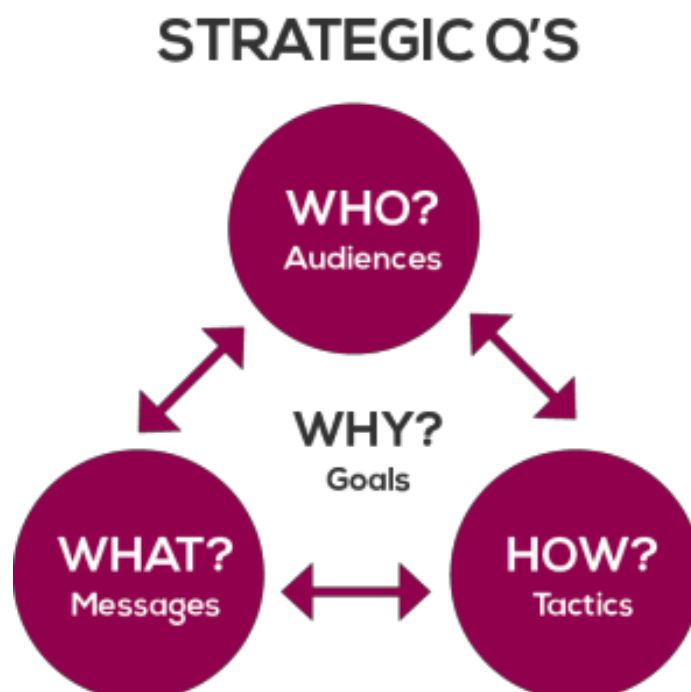 STRATEGIC Q'S
WHO?
Audiences
WHY?
Goals
WHAT?
Messages
HOW?
Tactics